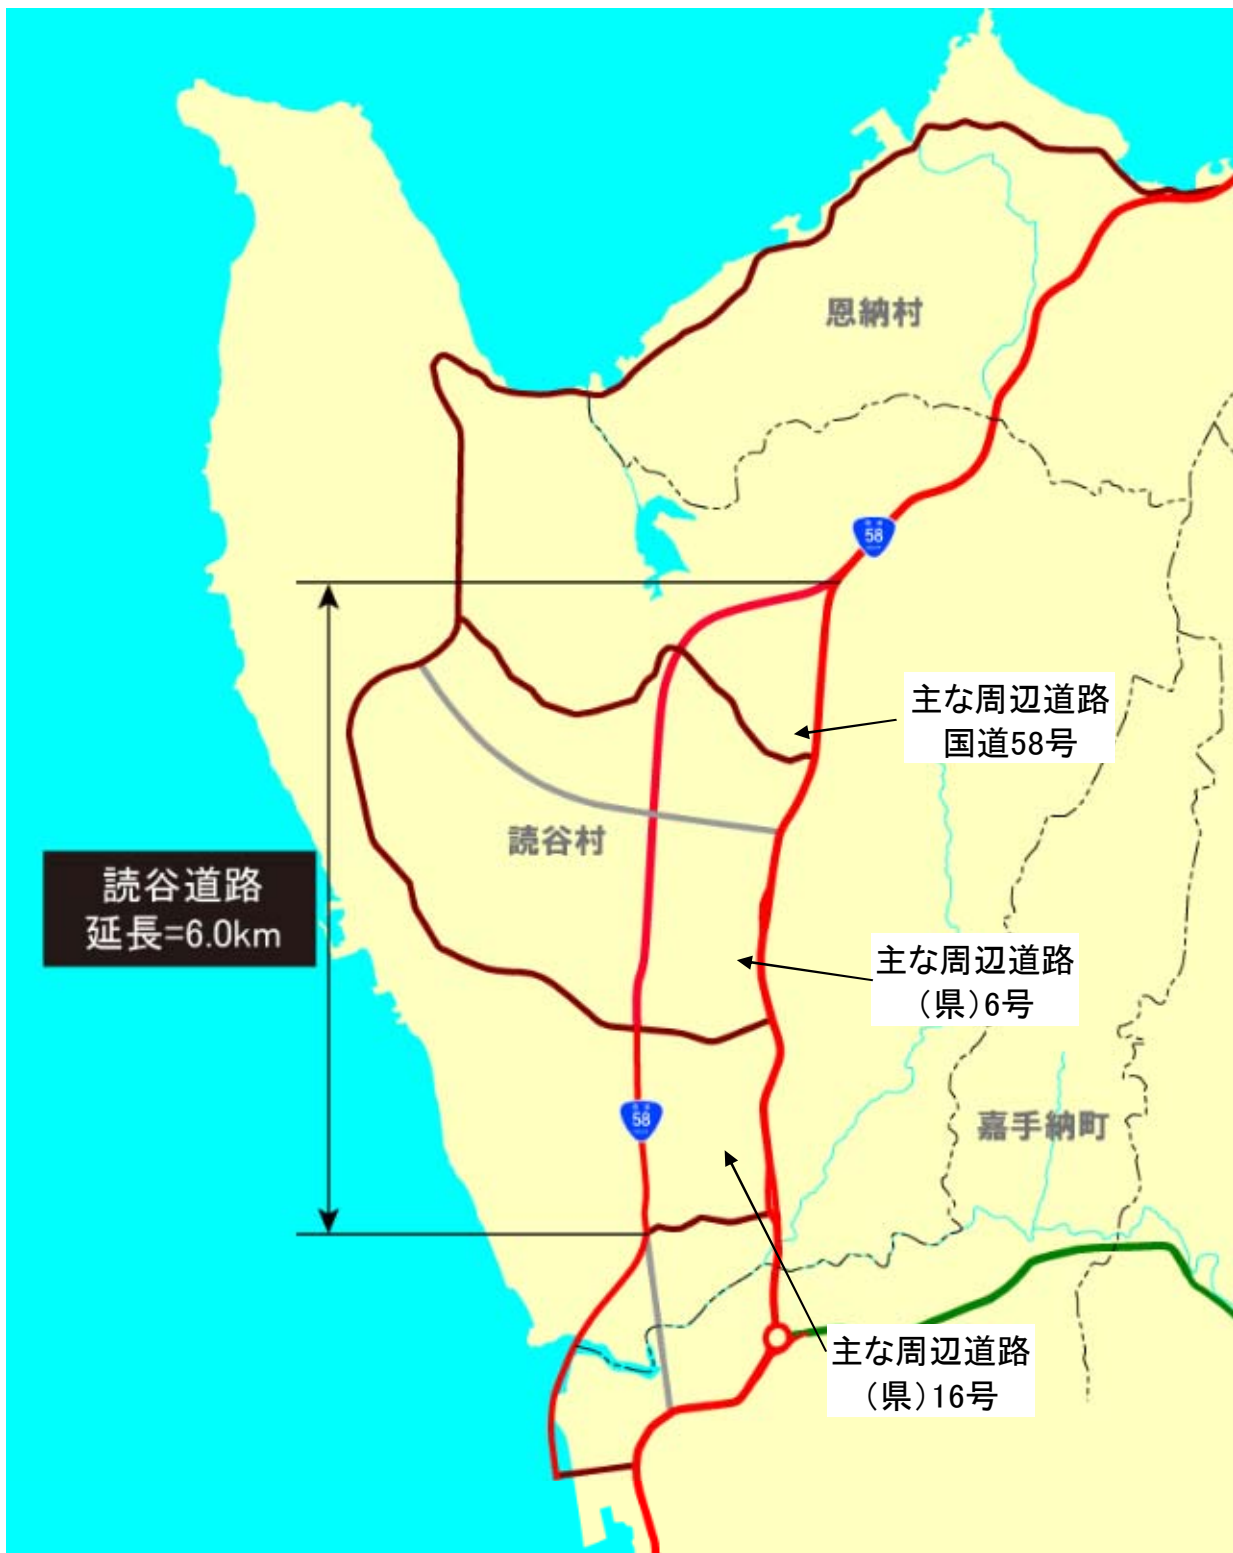 恩納村
58
主な周辺道路
国道58号
読谷村
読谷道路
延長=6.0km
主な周辺道路
（県）6号
58
嘉手納町
主な周辺道路
（県）16号